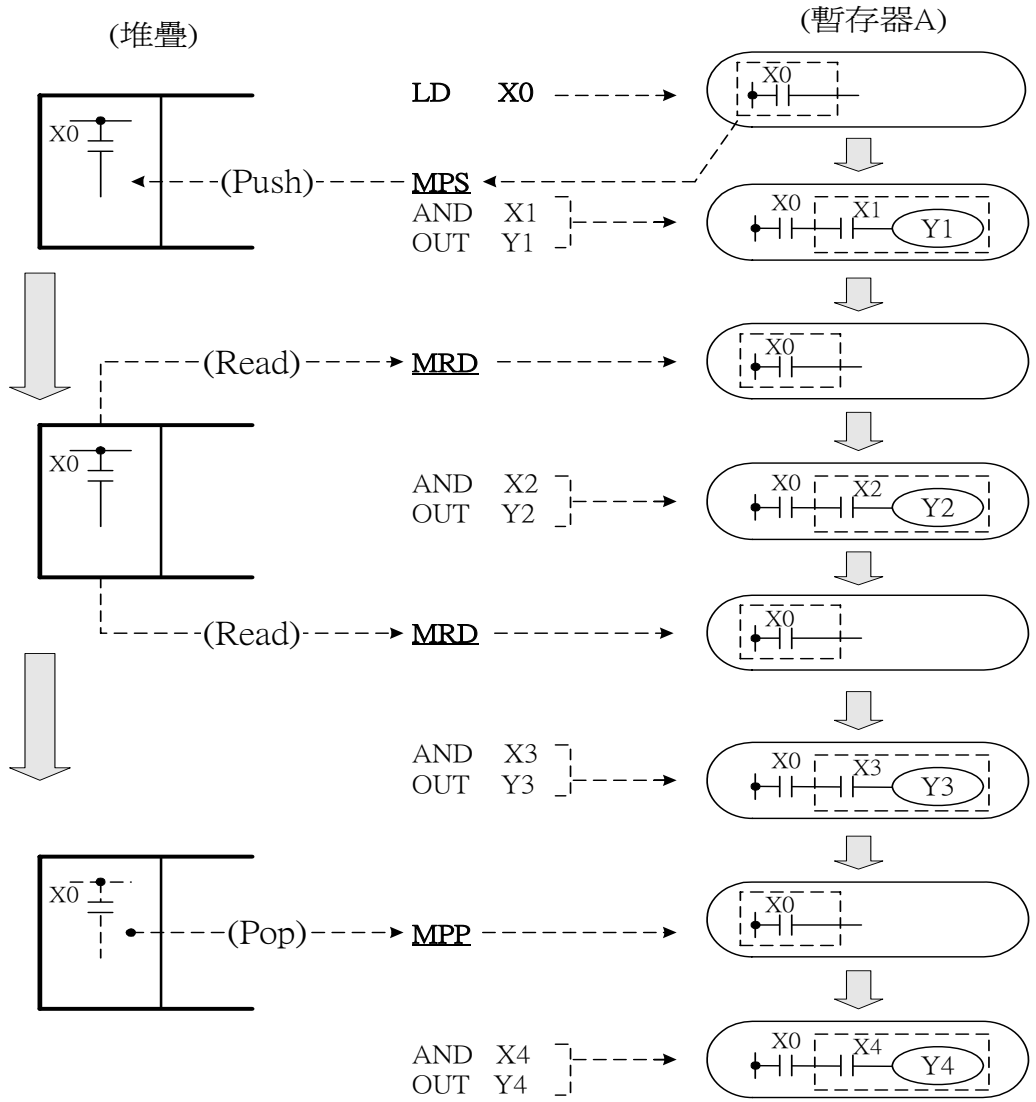 (堆疊)
(暫存器A)
X0
LD X0
X0
(Push)
MPS
AND X1
OUT Y1
X0 X1
Y1
(Read)
MRD
X0
X0
AND X2
OUT Y2
X0 X2
Y2
(Read)
MRD
X0
AND X3
OUT Y3
X0 X3
Y3
X0
(Pop)
MPP
X0
AND X4
OUT Y4
X0 X4
Y4